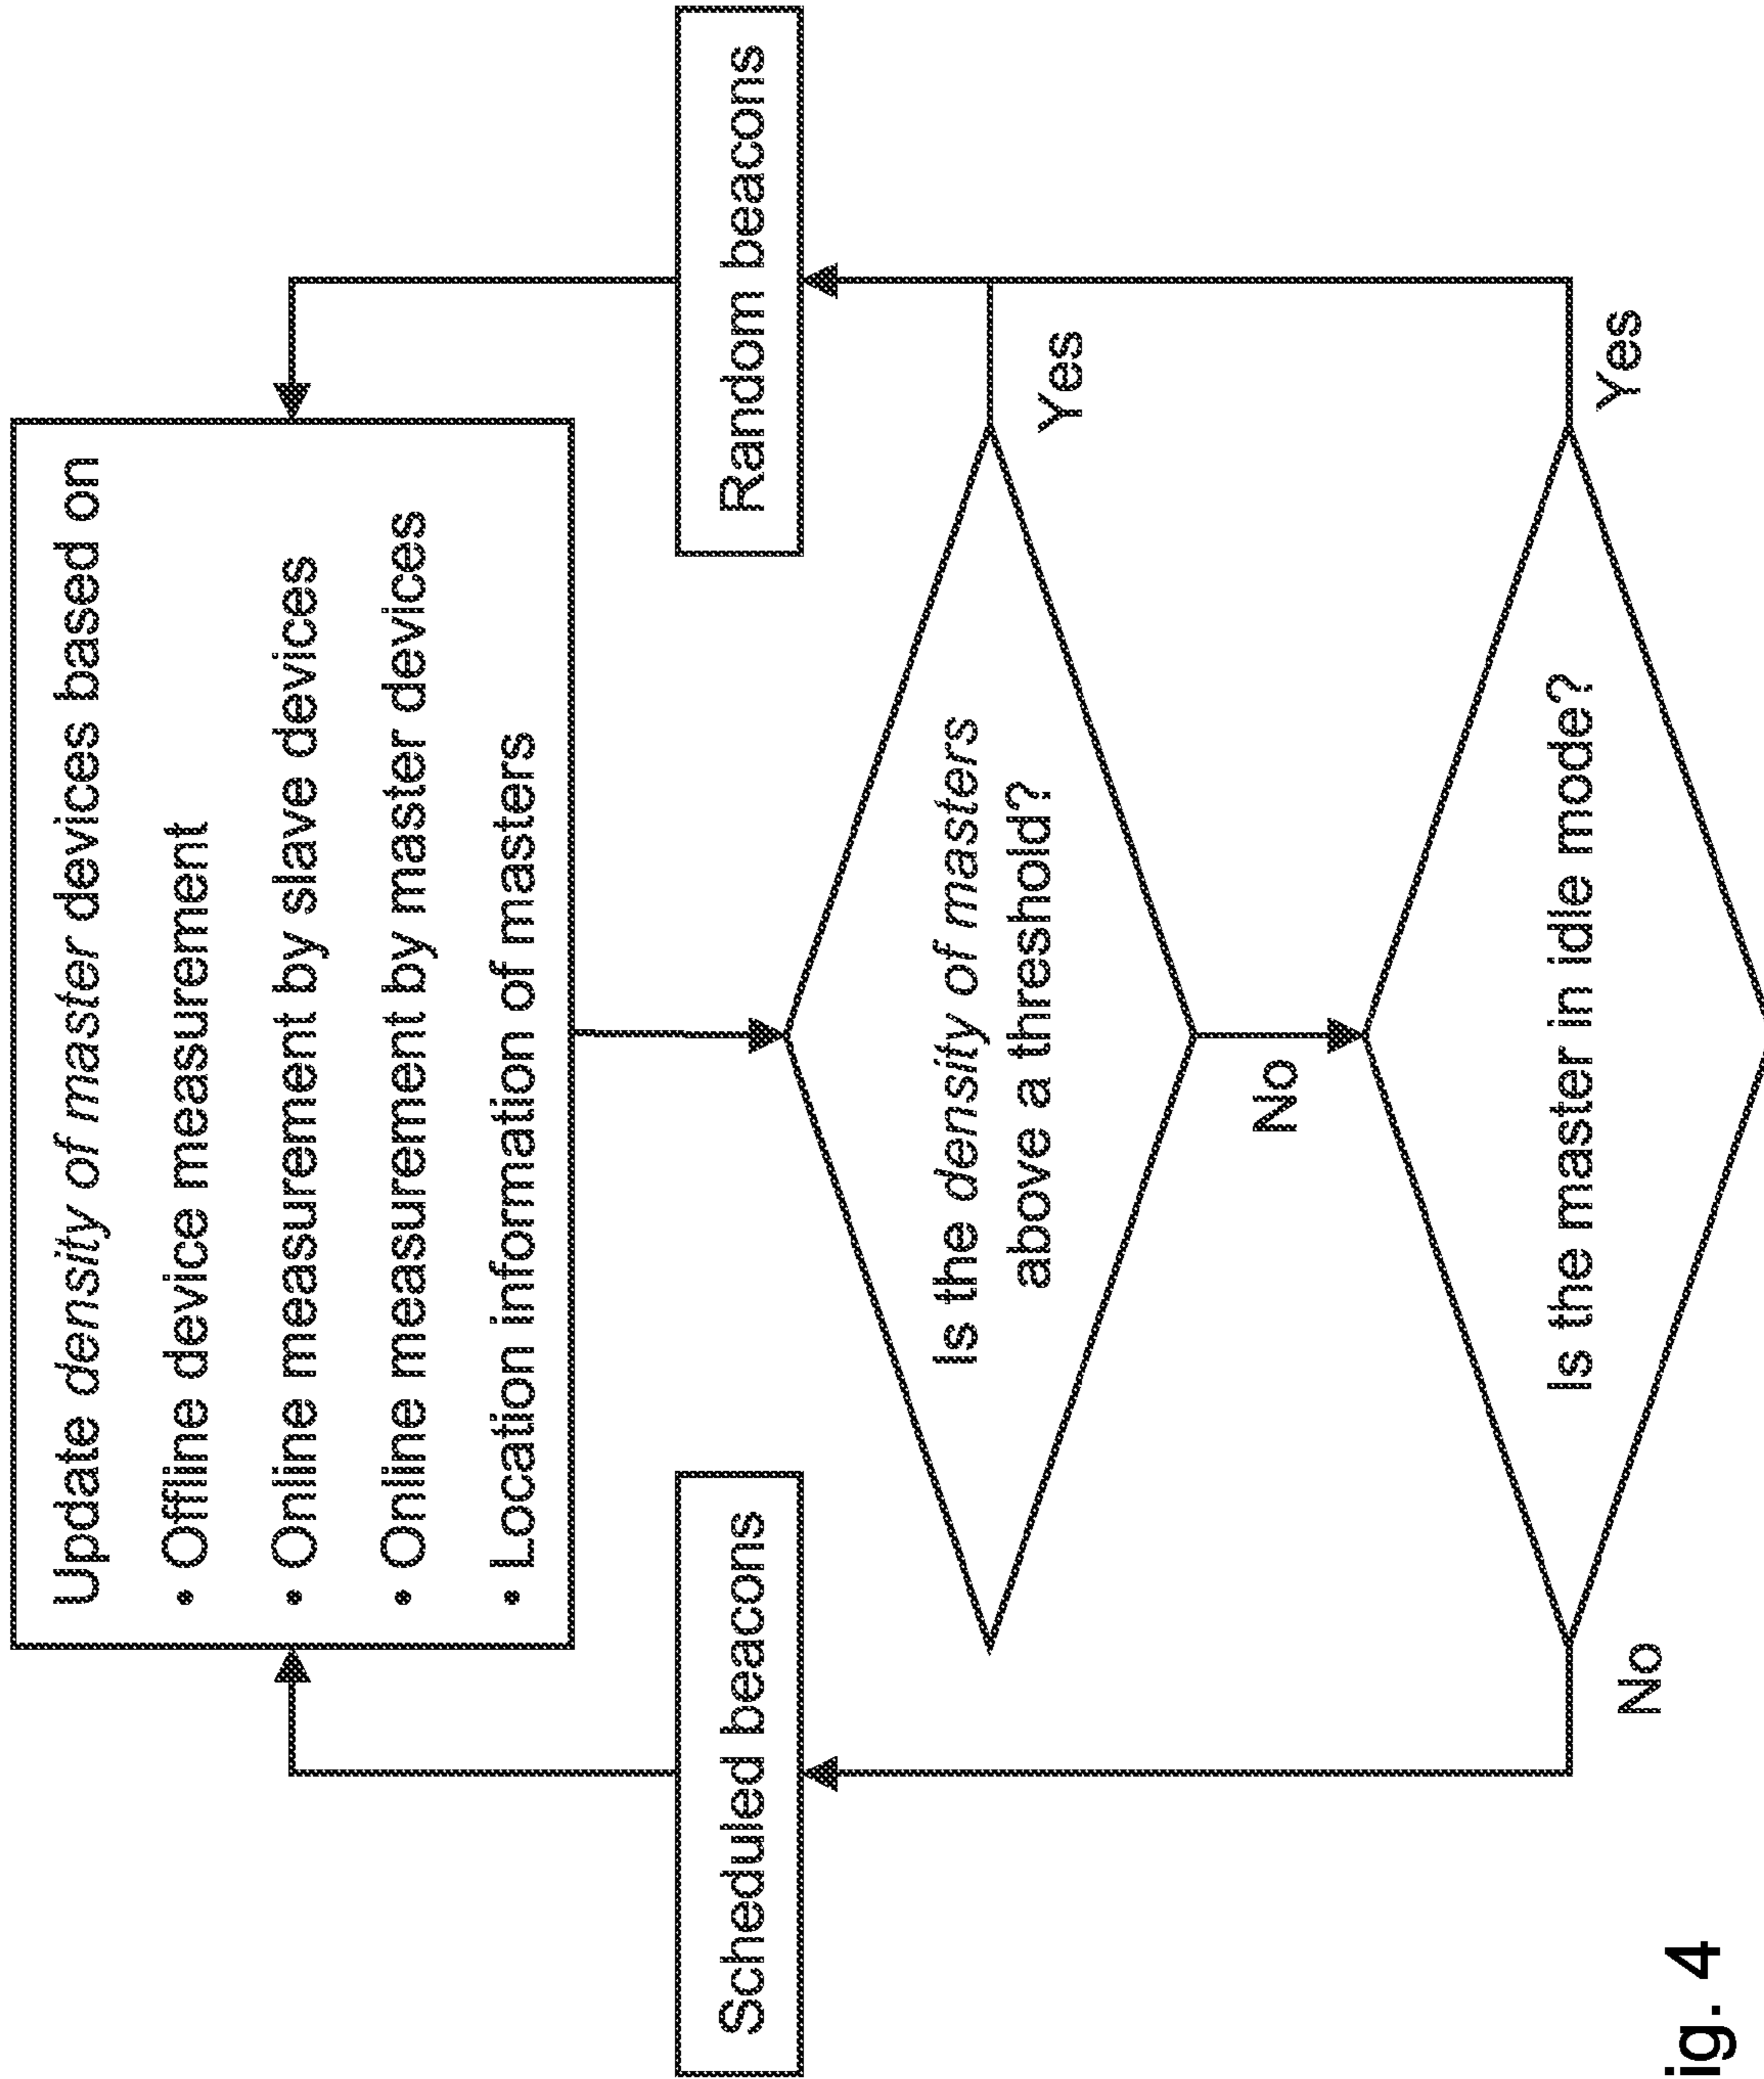 Update density of master devices based on
• Offline device measurement
• Online measurement by slave devices
• Online measurement by master devices
• Location information of masters
Scheduled beacons
Random beacons
Is the density of masters
above a threshold?
Yes
No
Is the master in idle mode?
No
Yes
ig. 4